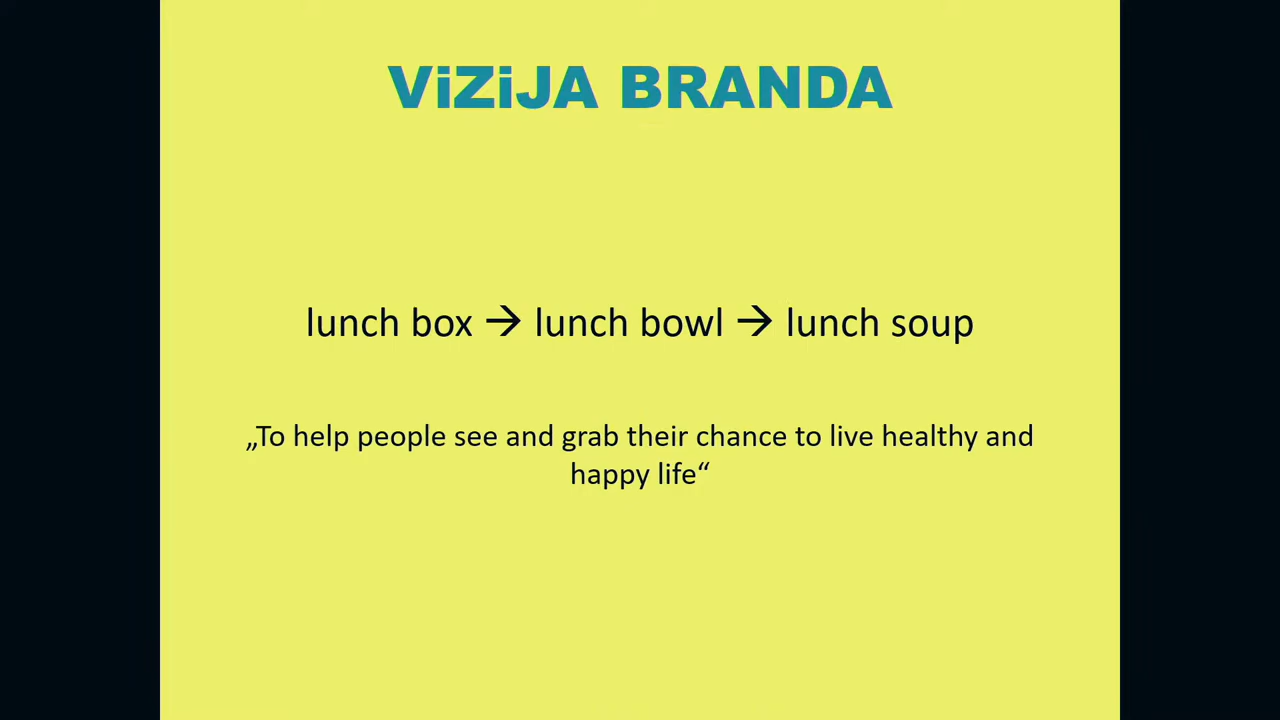 ViZiJA BRANDA
lunch box → lunch bowl → lunch soup
„To help people see and grab their chance to live healthy and
happy life“